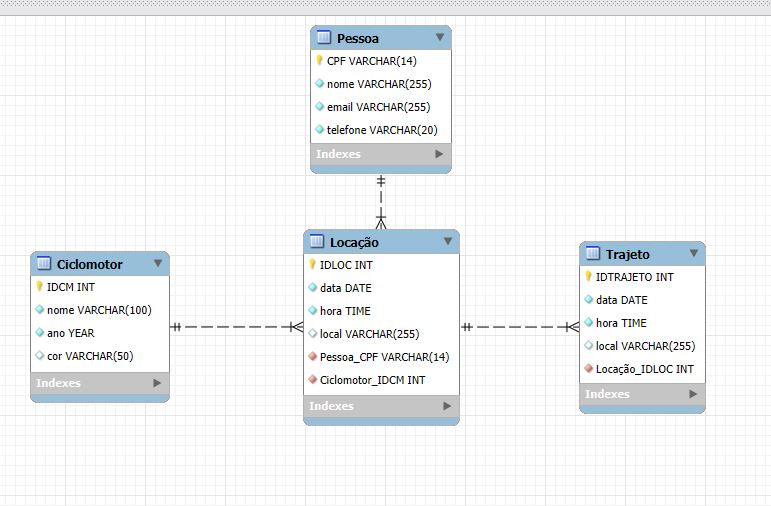 Pessoa
CPF VARCHAR(14)
nome VARCHAR(255)
email VARCHAR(255)
telefone VARCHAR(20)
Indexes
Ciclomotor
IDCM INT
nome VARCHAR(100)
ano YEAR
cor VARCHAR(50)
Indexes
Locação
IDLOC INT
data DATE
hora TIME
local VARCHAR(255)
Pessoa_CPF VARCHAR(14)
Ciclomotor_IDCM INT
Indexes
Trajeto
IDTRAJETO INT
data DATE
hora TIME
local VARCHAR(255)
Locação_IDLOC INT
Indexes